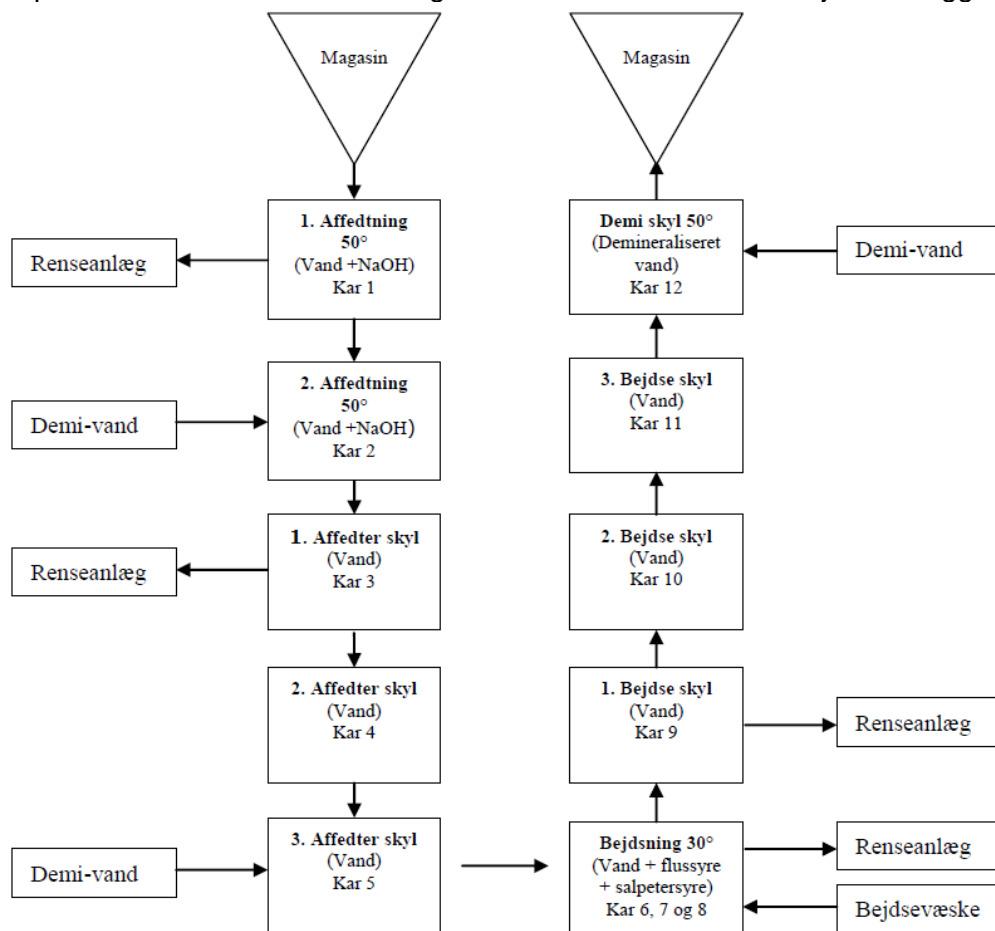 Magasin
1. Affedtning
50°
(Vand +NaOH)
Kar 1
Renseanlæg
2. Affedtning
50°
(Vand +NaOH)
Kar 2
Demi-vand
1. Affedter skyl
(Vand)
Kar 3
Renseanlæg
2. Affedter skyl
(Vand)
Kar 4
3. Affedter skyl
(Vand)
Kar 5
Demi-vand
Bejdsning 30°
(Vand + flussyre
+ salpetersyre)
Kar 6, 7 og 8
Renseanlæg
Bejdsevæske
1. Bejdse skyl
(Vand)
Kar 9
Renseanlæg
2. Bejdse skyl
(Vand)
Kar 10
3. Bejdse skyl
(Vand)
Kar 11
Demi skyl 50°
(Demineraliseret
vand)
Kar 12
Demi-vand
Magasin